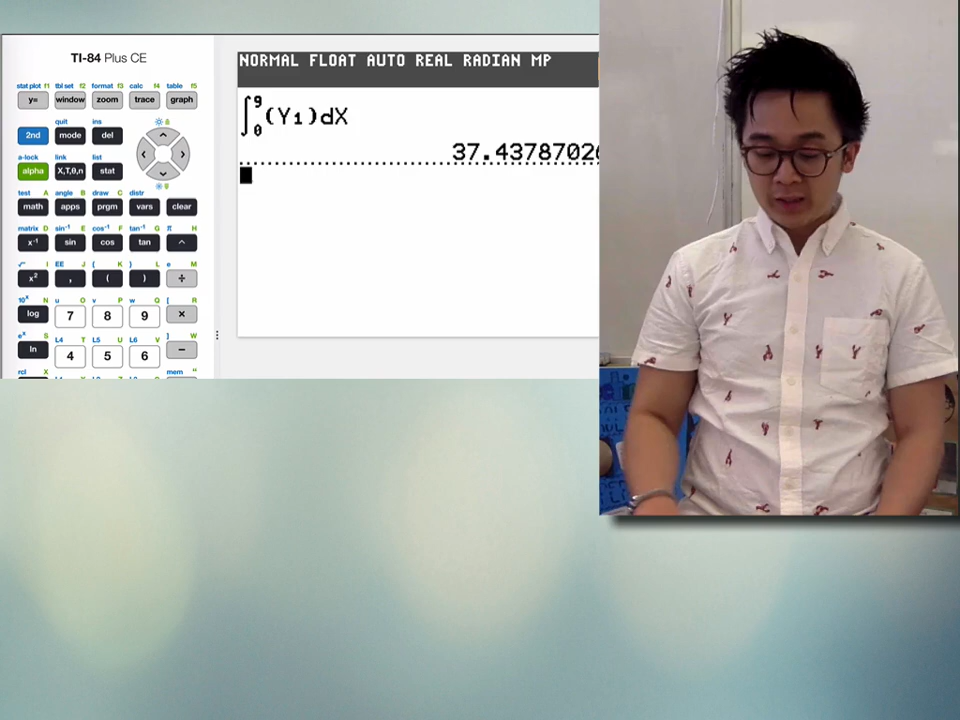 TI-84 Plus CE
stat plot f1 tbl set f2 format f3 calc f4 table f5
y= window zoom trace graph
quit ins
2nd mode del
a-lock link list
alpha X,T,θ,n stat
test A angle B draw C distr
math apps prgm vars clear
matrix D sin⁻¹ E cos⁻¹ F tan⁻¹ G π H
x⁻¹ sin cos tan ^
√ I EE J { K } L e M
x² , ( ) ÷
10ˣ N u O v P w Q [ R
log 7 8 9 ×
eˣ S L4 T L5 U L6 V ] W
ln 4 5 6 −
rcl X mem "
NORMAL FLOAT AUTO REAL RADIAN MP
∫₀⁹(Y₁)dX
37.4378702